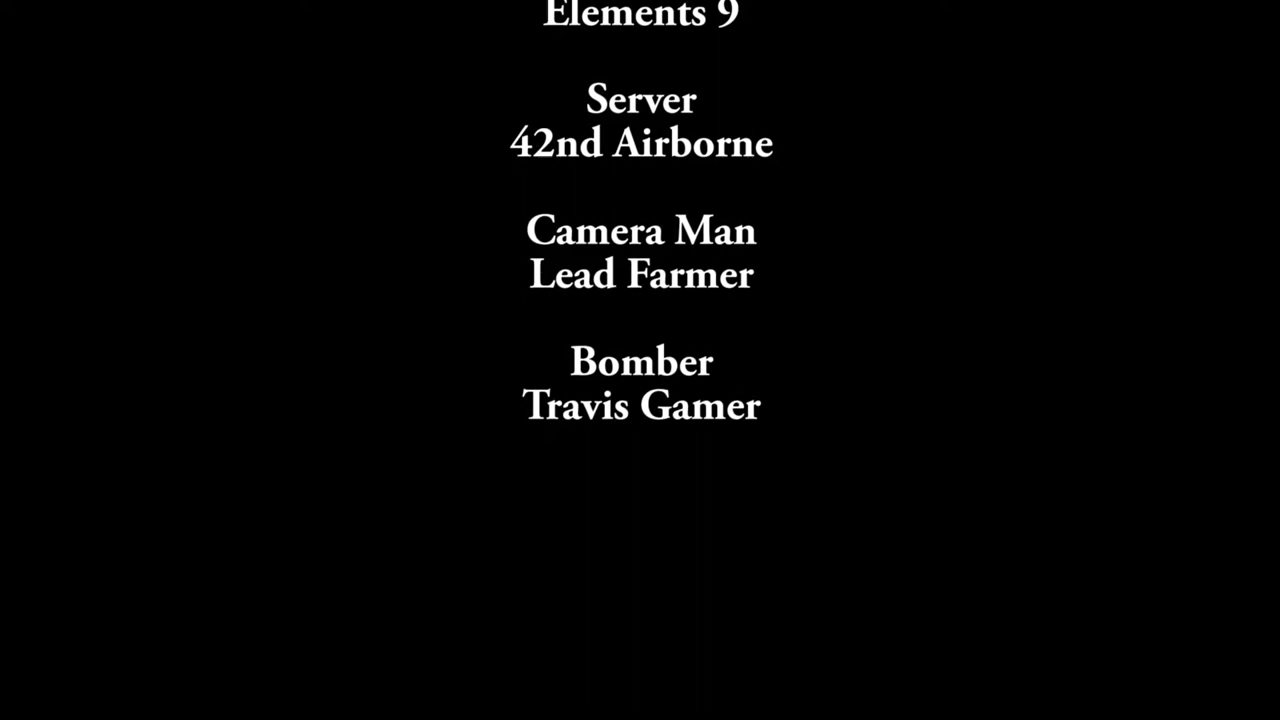 Elements 9
Server
42nd Airborne
Camera Man
Lead Farmer
Bomber
Travis Gamer